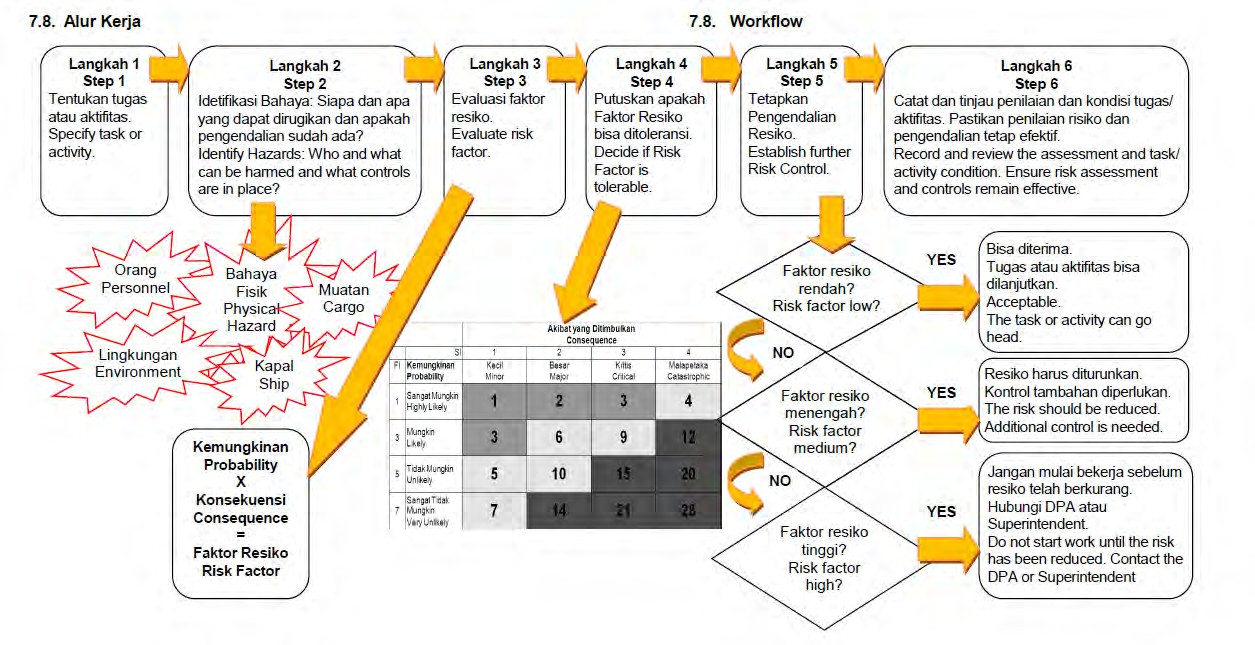 7.8. Alur Kerja
7.8. Workflow
Langkah 1
Step 1
Tentukan tugas
atau aktifitas.
Specify task or
activity.
Langkah 2
Step 2
Idetifikasi Bahaya: Siapa dan apa
yang dapat dirugikan dan apakah
pengendalian sudah ada?
Identify Hazards: Who and what
can be harmed and what controls
are in place?
Langkah 3
Step 3
Evaluasi faktor
resiko.
Evaluate risk
factor.
Langkah 4
Step 4
Putuskan apakah
Faktor Resiko
bisa ditoleransi.
Decide if Risk
Factor is
tolerable.
Langkah 5
Step 5
Tetapkan
Pengendalian
Resiko.
Establish further
Risk Control.
Langkah 6
Step 6
Catat dan tinjau penilaian dan kondisi tugas/
aktifitas. Pastikan penilaian risiko dan
pengendalian tetap efektif.
Record and review the assessment and task/
activity condition. Ensure risk assessment
and controls remain effective.
Orang
Personnel
Bahaya
Fisik
Physical
Hazard
Muatan
Cargo
Lingkungan
Environment
Kapal
Ship
Kemungkinan
Probability
X
Konsekuensi
Consequence
=
Faktor Resiko
Risk Factor
Akibat yang Ditimbulkan
Consequence
SI 1 2 3 4
FI Kemungkinan Probability
Kecil Minor
Besar Major
Kritis Critical
Malapetaka Catastrophic
1 Sangat Mungkin Highly Likely 1 2 3 4
3 Mungkin Likely 3 6 9 12
5 Tidak Mungkin Unlikely 5 10 15 20
7 Sangat Tidak Mungkin Very Unlikely 7 14 21 28
Faktor resiko
rendah?
Risk factor low?
YES
Bisa diterima.
Tugas atau aktifitas bisa
dilanjutkan.
Acceptable.
The task or activity can go
head.
NO
Faktor resiko
menengah?
Risk factor
medium?
YES
Resiko harus diturunkan.
Kontrol tambahan diperlukan.
The risk should be reduced.
Additional control is needed.
NO
Faktor resiko
tinggi?
Risk factor
high?
YES
Jangan mulai bekerja sebelum
resiko telah berkurang.
Hubungi DPA atau
Superintendent.
Do not start work until the risk
has been reduced. Contact the
DPA or Superintendent